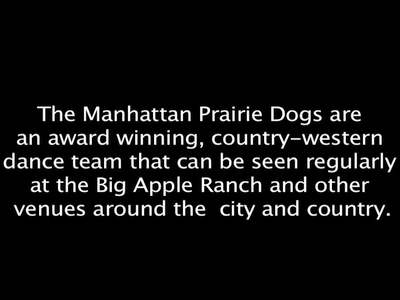 The Manhattan Prairie Dogs are
an award winning, country-western
dance team that can be seen regularly
at the Big Apple Ranch and other
venues around the  city and country.